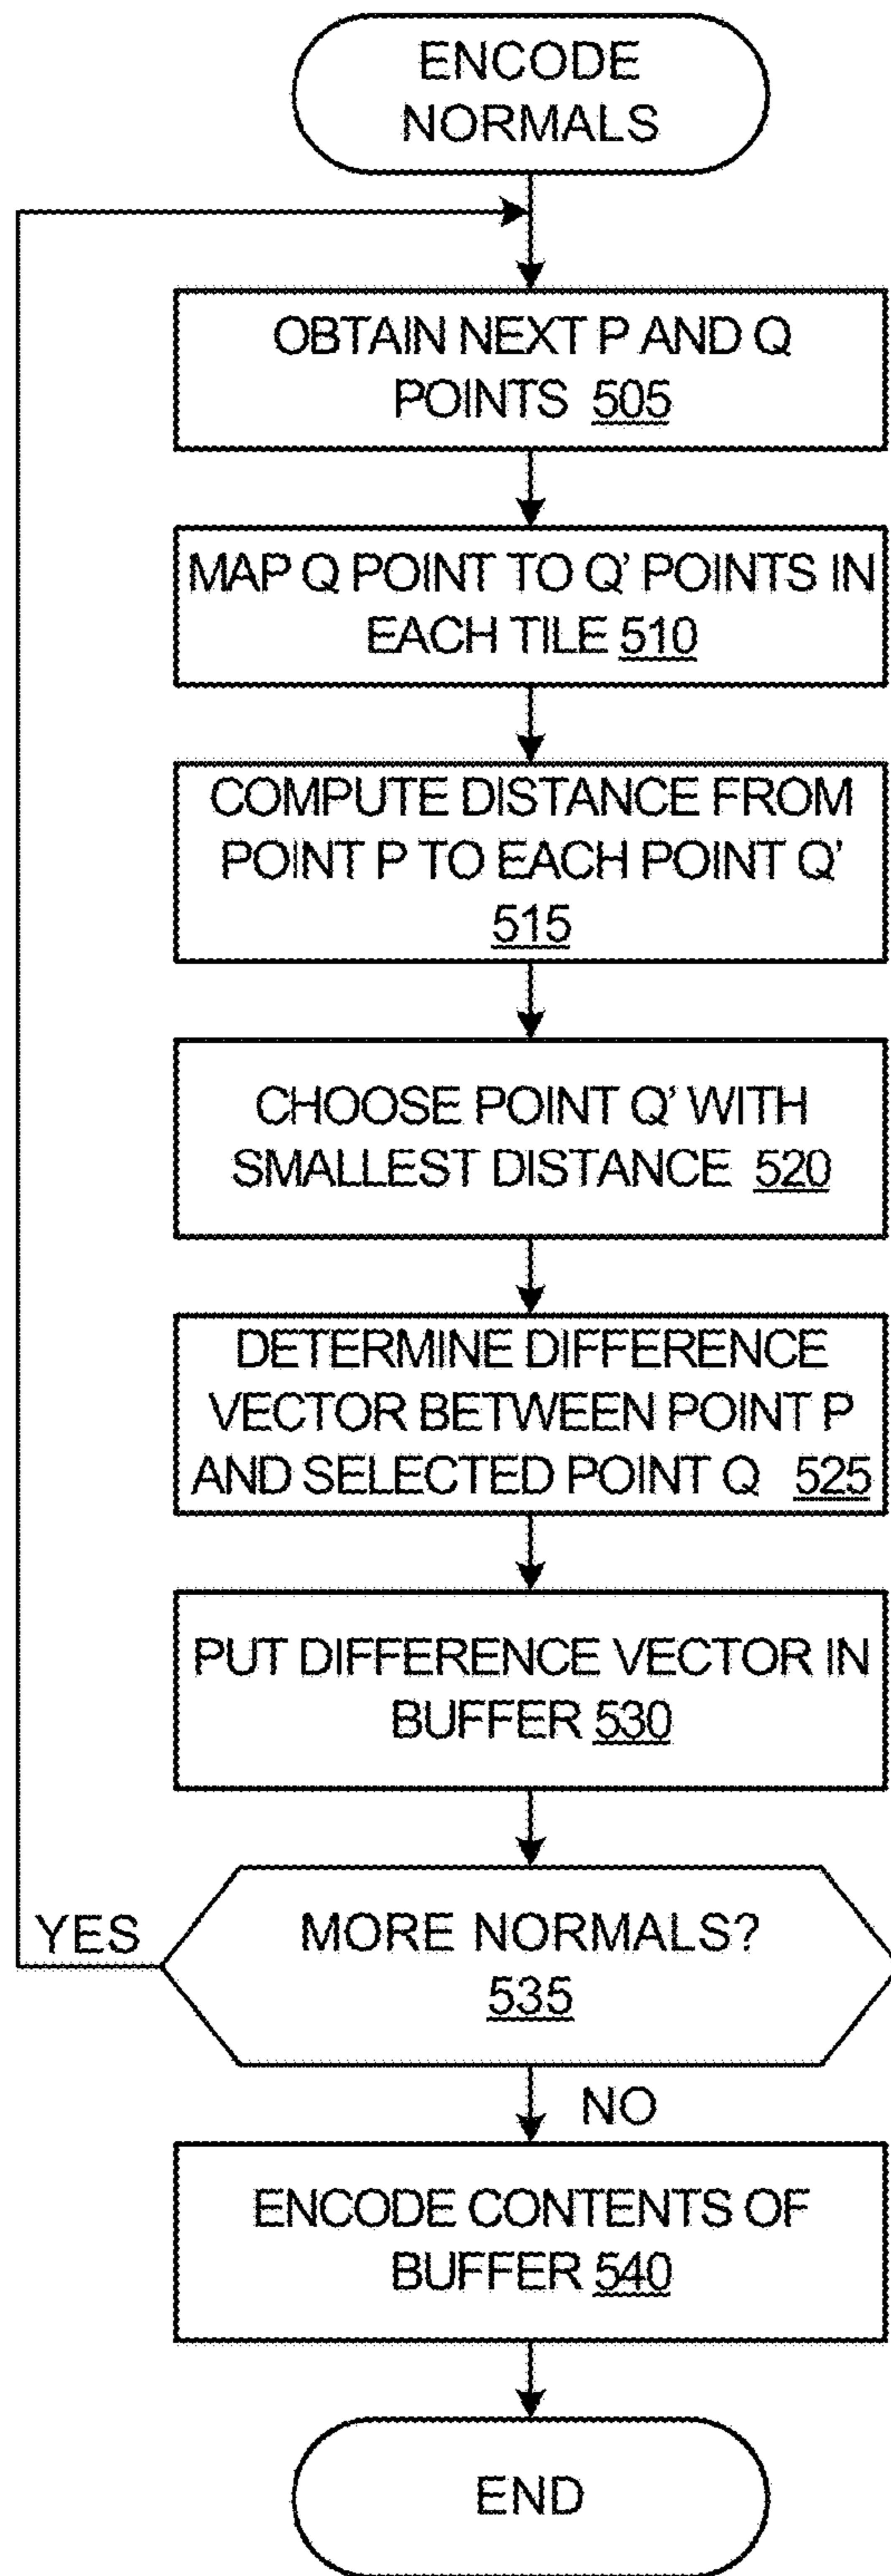 ENCODE
NORMALS
OBTAIN NEXT P AND Q
POINTS 505
MAP Q POINT TO Q' POINTS IN
EACH TILE 510
COMPUTE DISTANCE FROM
POINT P TO EACH POINT Q'
515
CHOOSE POINT Q' WITH
SMALLEST DISTANCE 520
DETERMINE DIFFERENCE
VECTOR BETWEEN POINT P
AND SELECTED POINT Q 525
PUT DIFFERENCE VECTOR IN
BUFFER 530
YES
MORE NORMALS?
535
NO
ENCODE CONTENTS OF
BUFFER 540
END